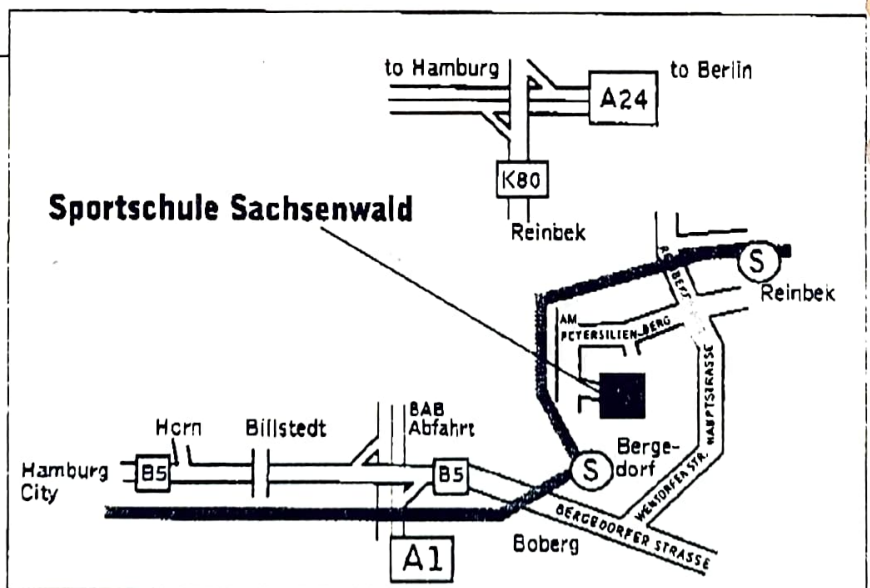 to Hamburg
to Berlin
A24
K80
Reinbek
Sportschule Sachsenwald
S
Reinbek
AM
PETERSILIEN-BERG
HAUPTSTRASSE
BAB
Abfahrt
Horn
Billstedt
Hamburg
City
B5
B5
S
Berge-
dorf
WENTORFER STR.
BERGEDORFER STRASSE
Boberg
A1